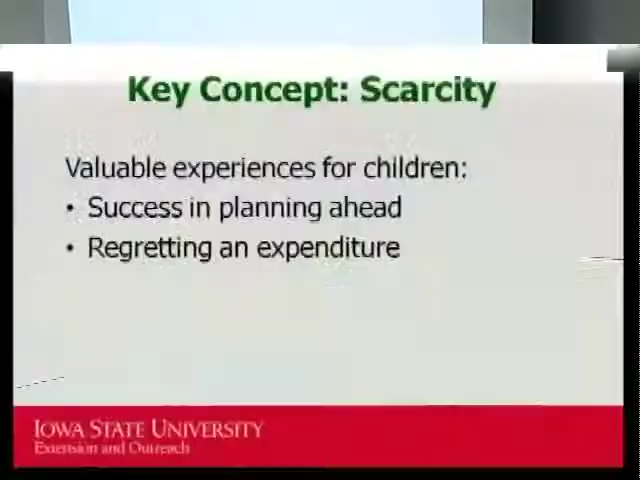 Key Concept: Scarcity
Valuable experiences for children:
• Success in planning ahead
• Regretting an expenditure
IOWA STATE UNIVERSITY
Extension and Outreach